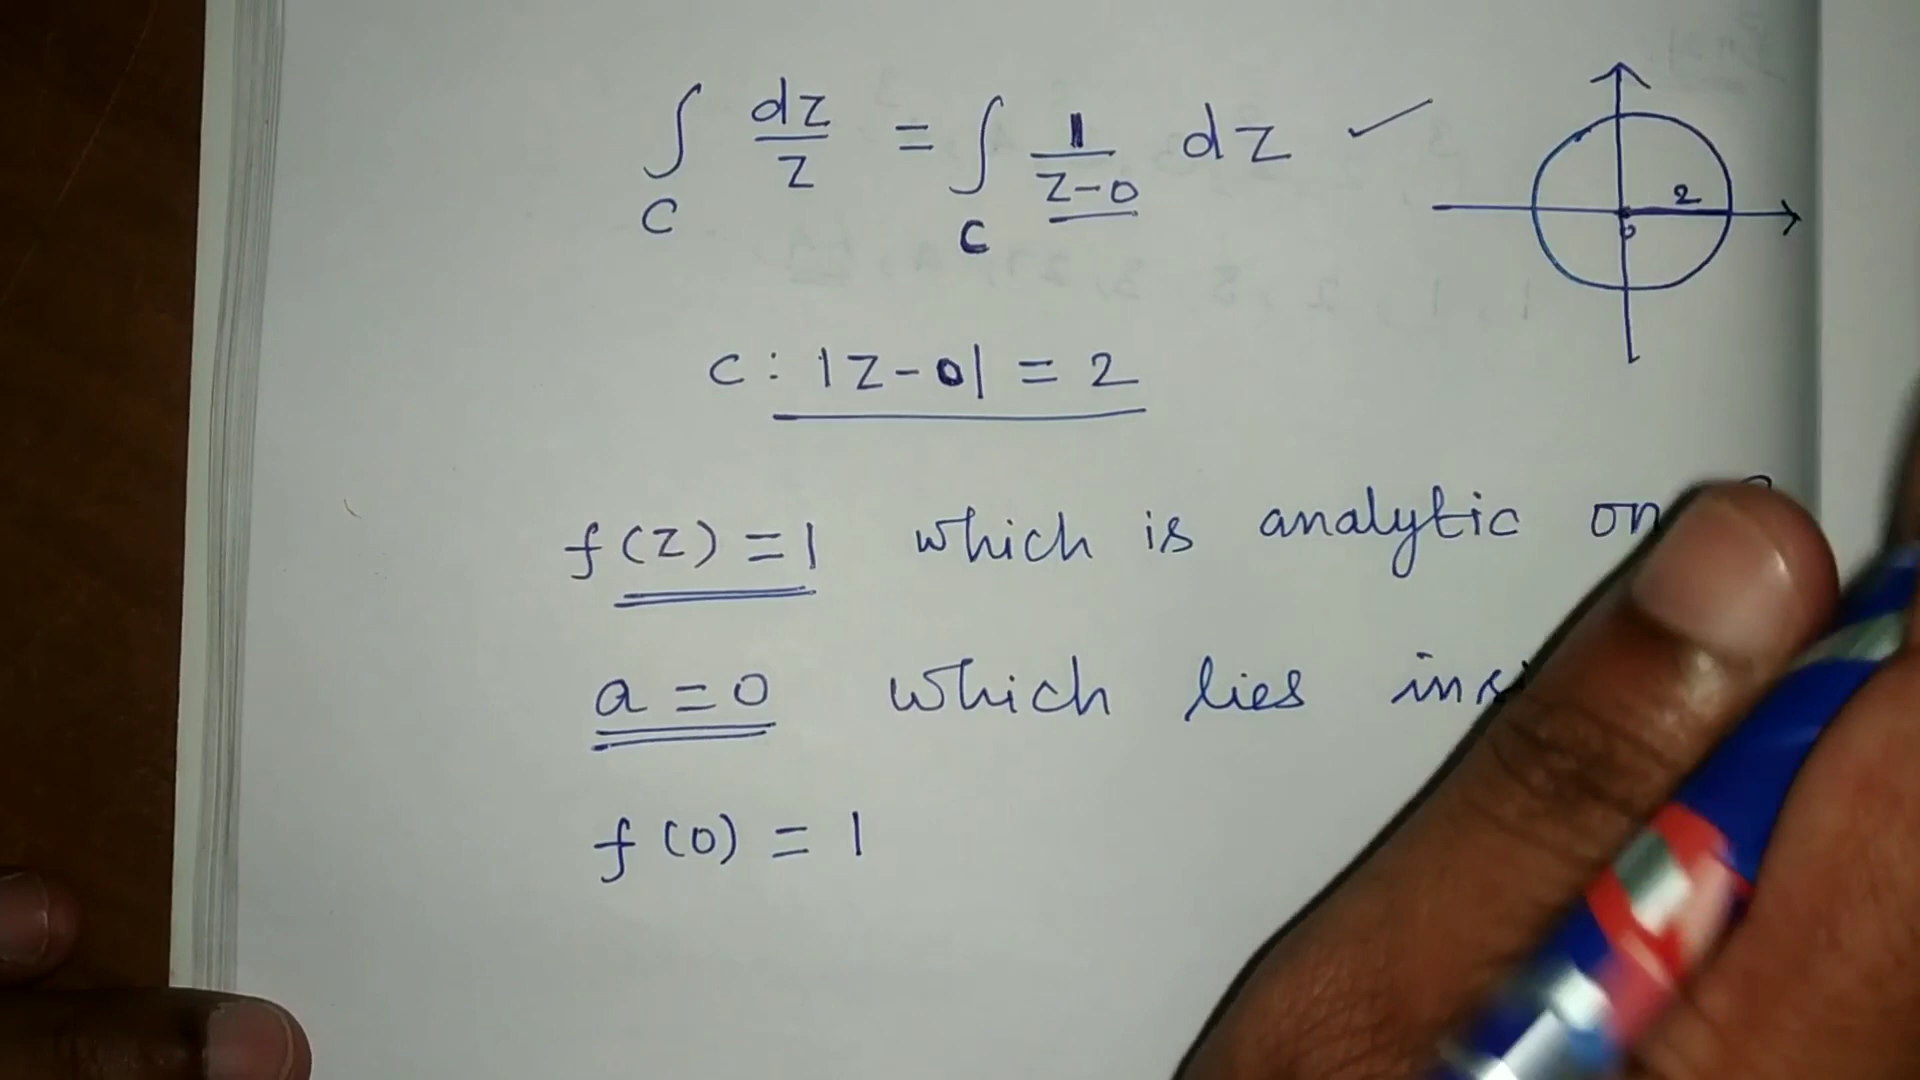 ∫_C dz/z = ∫_C 1/(z-0) dz ✓
2
0
C: |z-0| = 2
f(z) = 1 which is analytic on
a = 0 which lies
f(0) = 1